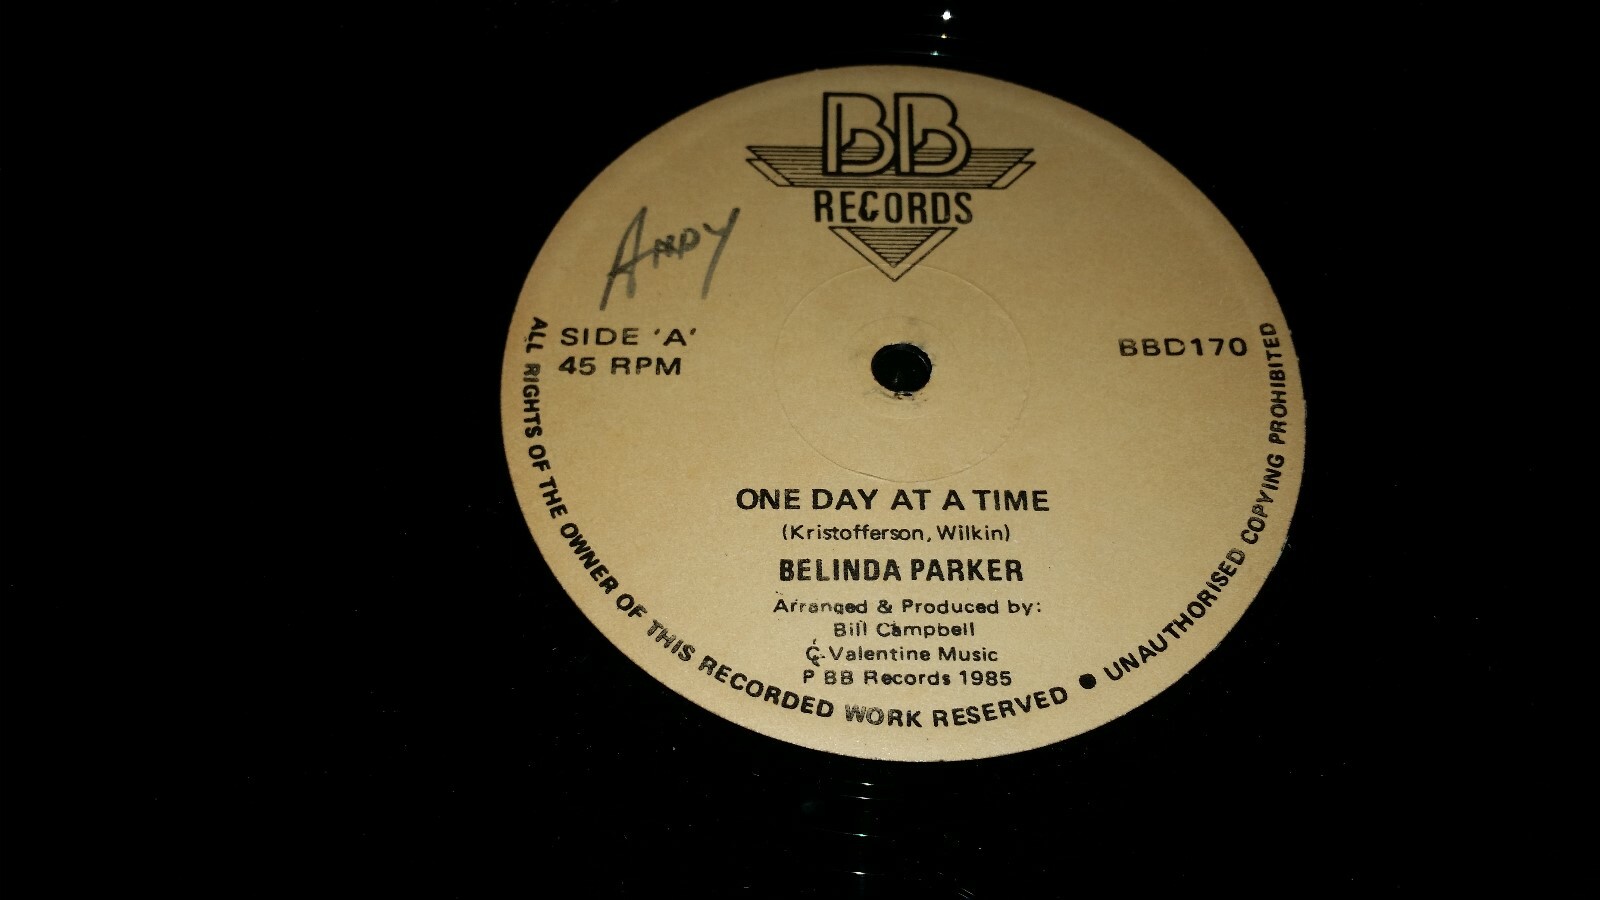 BB
RECORDS
ANDY
SIDE 'A'
45 RPM
BBD170
ONE DAY AT A TIME
(Kristofferson, Wilkin)
BELINDA PARKER
Arranged & Produced by:
Bill Campbell
C Valentine Music
P BB Records 1985
ALL RIGHTS OF THE OWNER OF THIS RECORDED WORK RESERVED ● UNAUTHORISED COPYING PROHIBITED